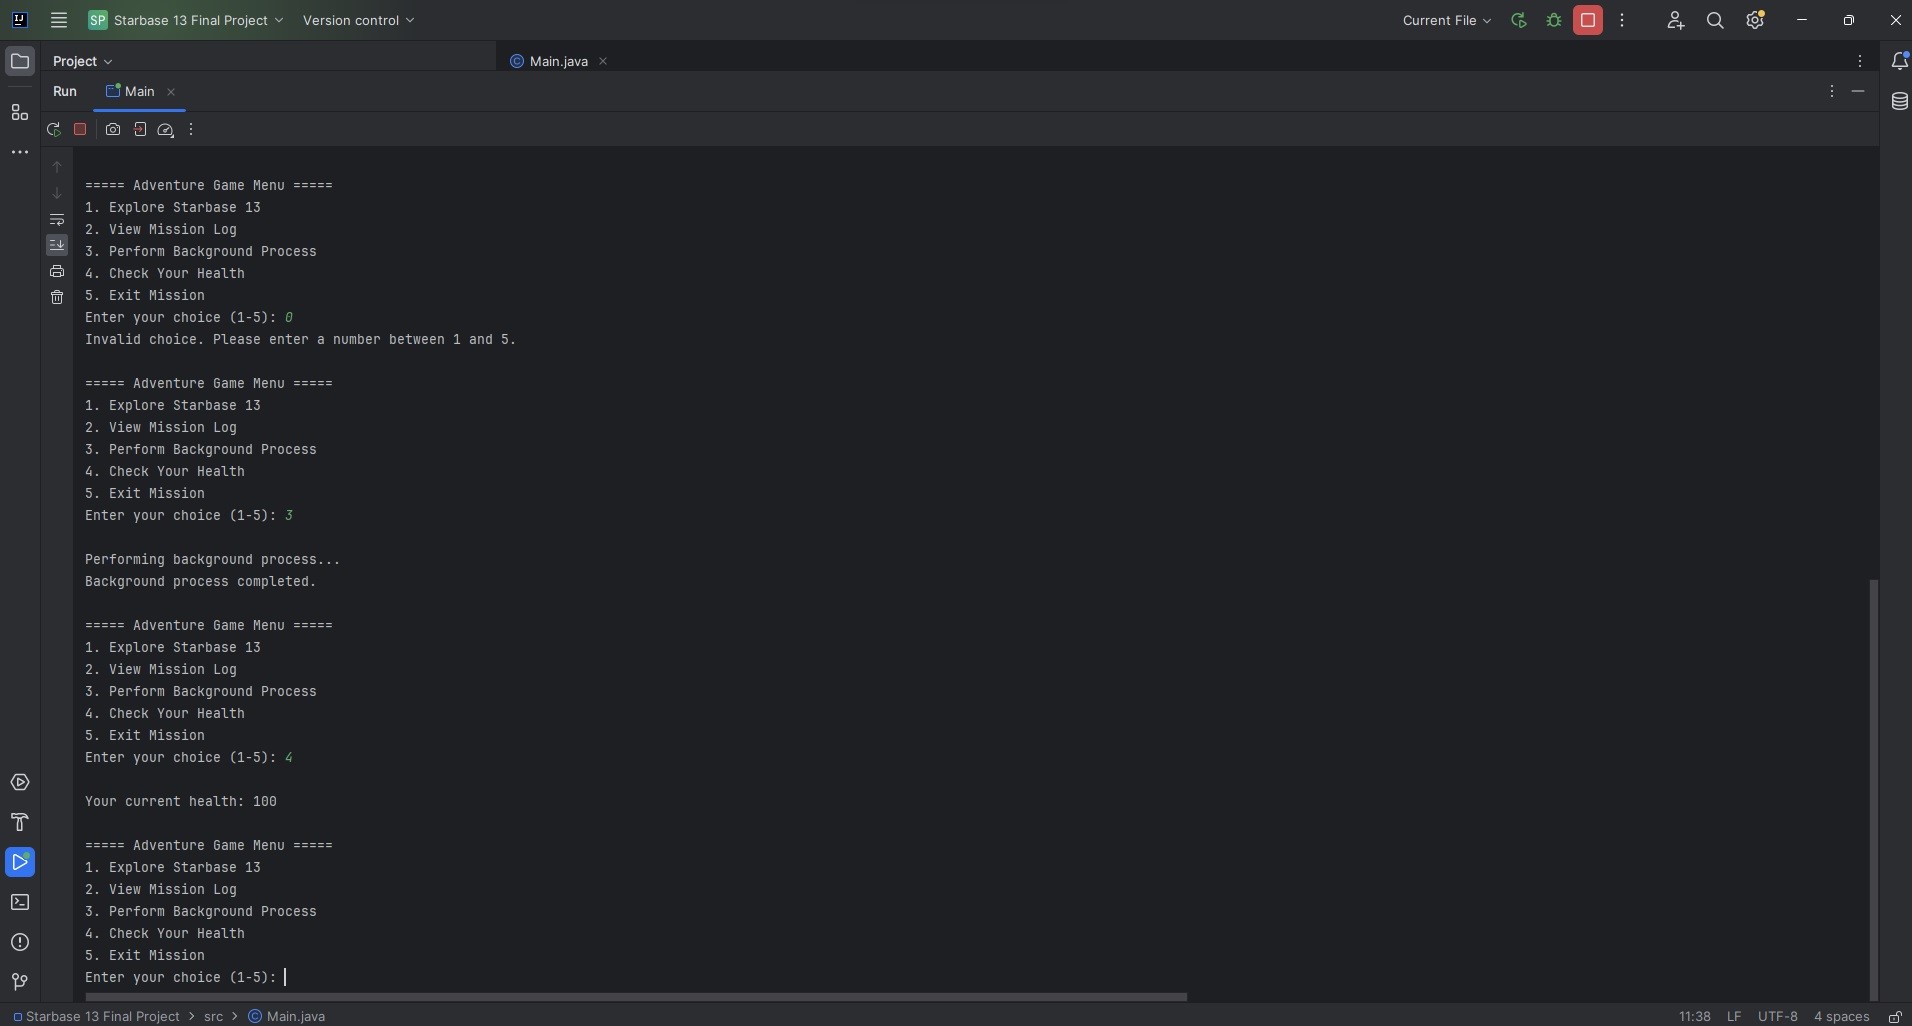 SP Starbase 13 Final Project Version control Current File
Project Main.java
Run Main
===== Adventure Game Menu =====
1. Explore Starbase 13
2. View Mission Log
3. Perform Background Process
4. Check Your Health
5. Exit Mission
Enter your choice (1-5): 0
Invalid choice. Please enter a number between 1 and 5.
===== Adventure Game Menu =====
1. Explore Starbase 13
2. View Mission Log
3. Perform Background Process
4. Check Your Health
5. Exit Mission
Enter your choice (1-5): 3
Performing background process...
Background process completed.
===== Adventure Game Menu =====
1. Explore Starbase 13
2. View Mission Log
3. Perform Background Process
4. Check Your Health
5. Exit Mission
Enter your choice (1-5): 4
Your current health: 100
===== Adventure Game Menu =====
1. Explore Starbase 13
2. View Mission Log
3. Perform Background Process
4. Check Your Health
5. Exit Mission
Enter your choice (1-5):
Starbase 13 Final Project > src > Main.java 11:38 LF UTF-8 4 spaces